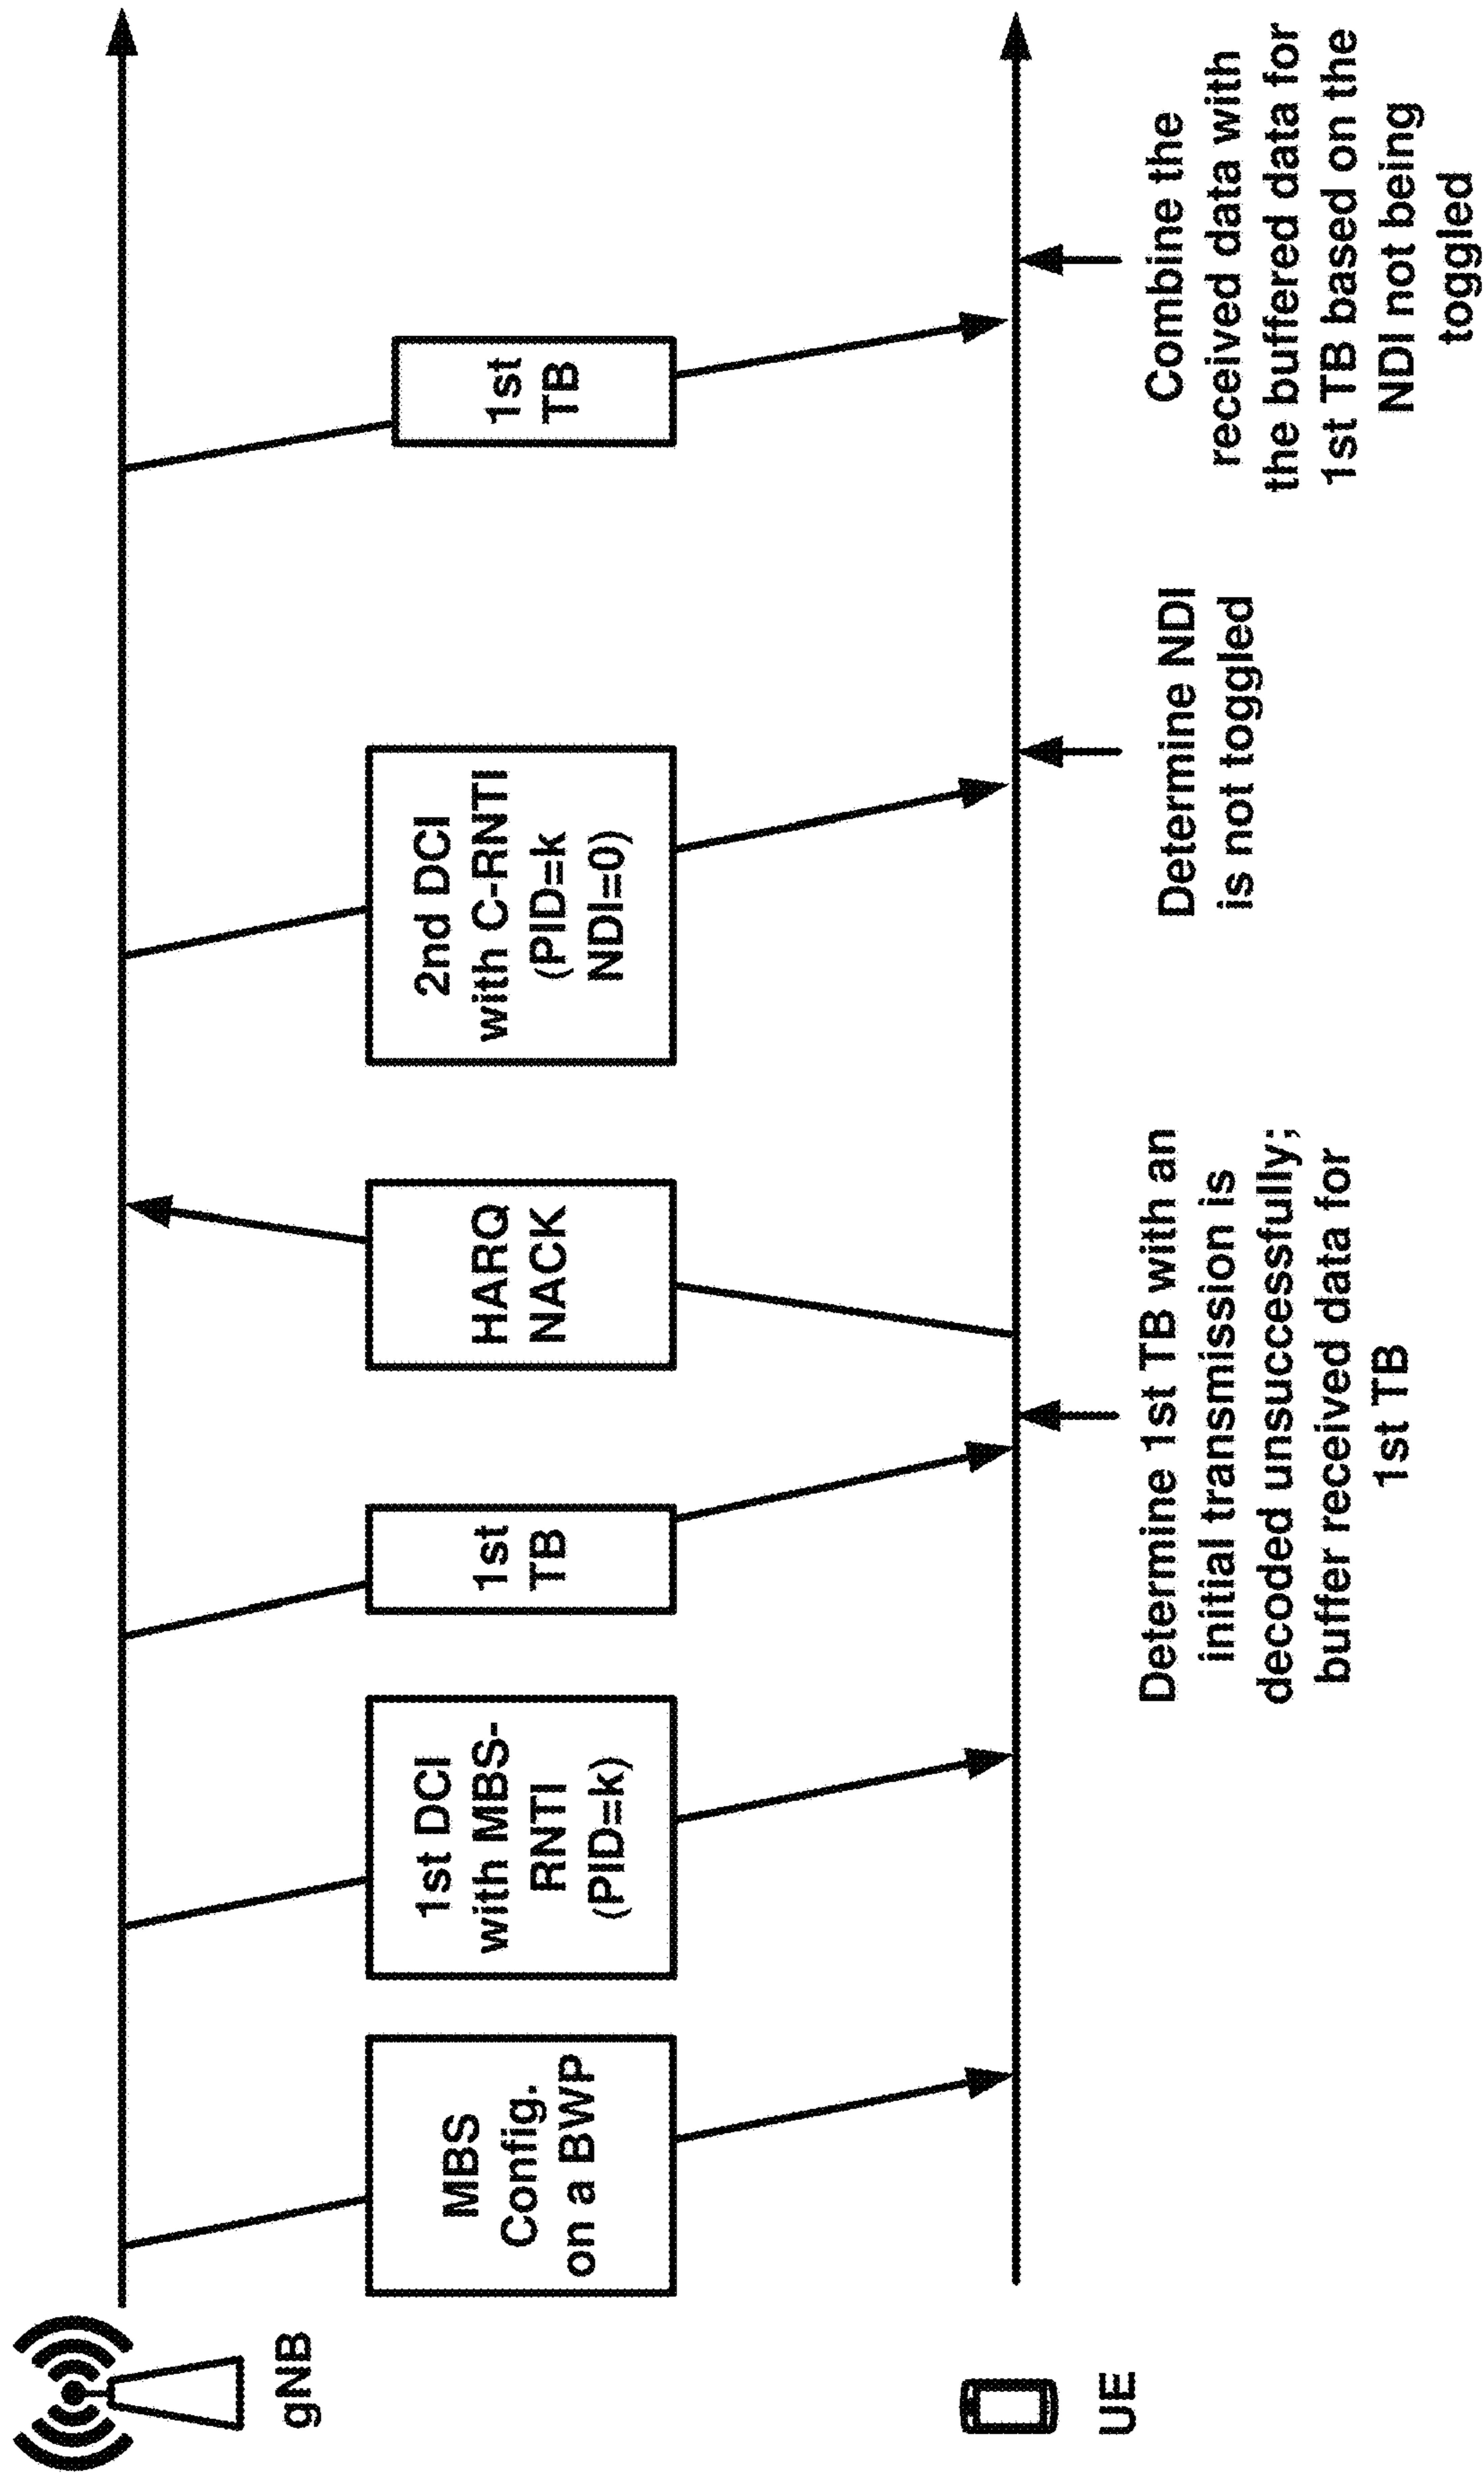 gNB
MBS
Config.
on a BWP
1st DCI
with MBS-
RNTI
(PID=k)
1st
TB
HARQ
NACK
2nd DCI
with C-RNTI
(PID=k
NDI=0)
1st
TB
UE
Determine 1st TB with an
initial transmission is
decoded unsuccessfully;
buffer received data for
1st TB
Determine NDI
is not toggled
Combine the
received data with
the buffered data for
1st TB based on the
NDI not being
toggled